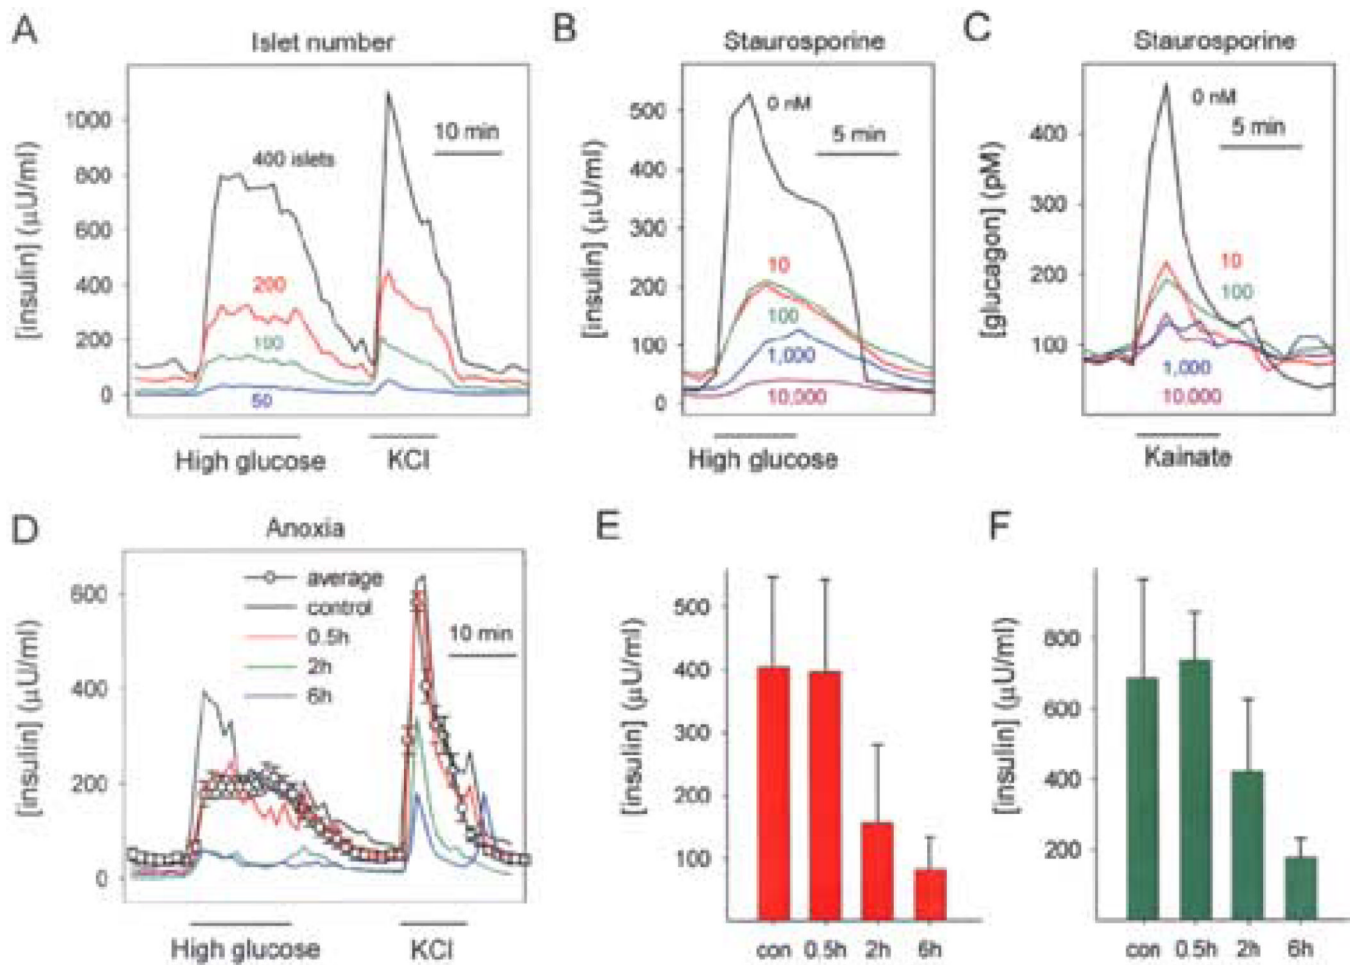 A
Islet number
1000
800
600
400
200
0
[insulin] (μU/ml)
400 islets
200
100
50
10 min
High glucose
KCl
B
Staurosporine
500
400
300
200
100
0
[insulin] (μU/ml)
0 nM
5 min
10
100
1,000
10,000
High glucose
C
Staurosporine
400
300
200
100
[glucagon] (pM)
0 nM
5 min
10
100
1,000
10,000
Kainate
D
Anoxia
600
400
200
0
[insulin] (μU/ml)
average
control
0.5h
2h
6h
10 min
High glucose
KCl
E
500
400
300
200
100
[insulin] (μU/ml)
con 0.5h 2h 6h
F
800
600
400
200
[insulin] (μU/ml)
con 0.5h 2h 6h